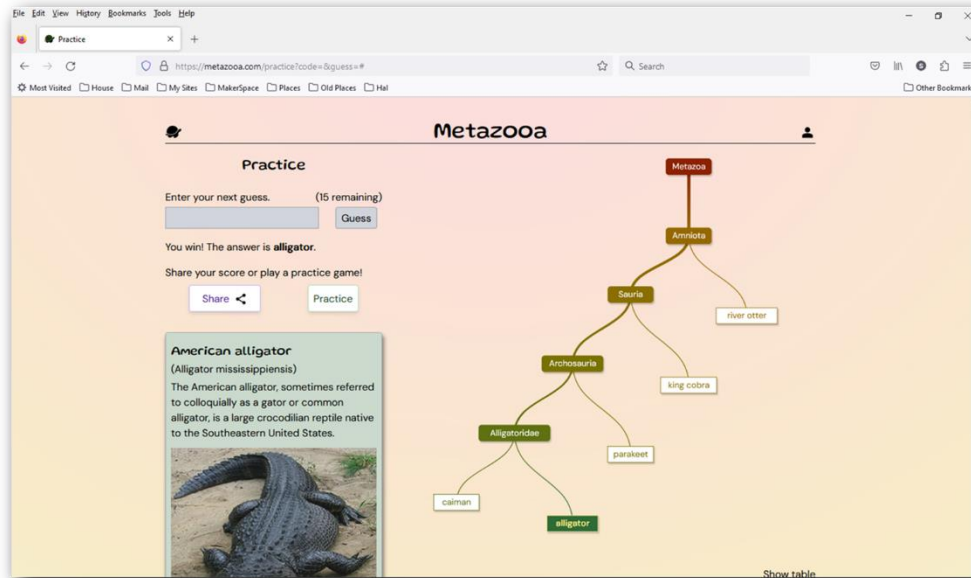 File Edit View History Bookmarks Tools Help
Practice
https://metazooa.com/practice?code=&guess=#
Search
Most Visited House Mail My Sites MakerSpace Places Old Places Hal Other Bookmark
Metazooa
Practice
Enter your next guess. (15 remaining)
Guess
You win! The answer is alligator.
Share your score or play a practice game!
Share Practice
American alligator
(Alligator mississippiensis)
The American alligator, sometimes referred
to colloquially as a gator or common
alligator, is a large crocodilian reptile native
to the Southeastern United States.
Metazoa
Amniota
Sauria
river otter
Archosauria
king cobra
Alligatoridae
parakeet
caiman
alligator
Show table